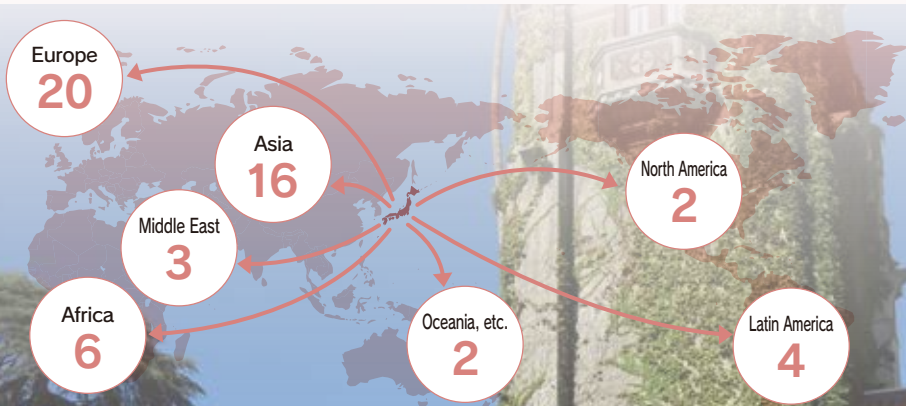 Europe
20
Asia
16
Middle East
3
Africa
6
Oceania, etc.
2
North America
2
Latin America
4